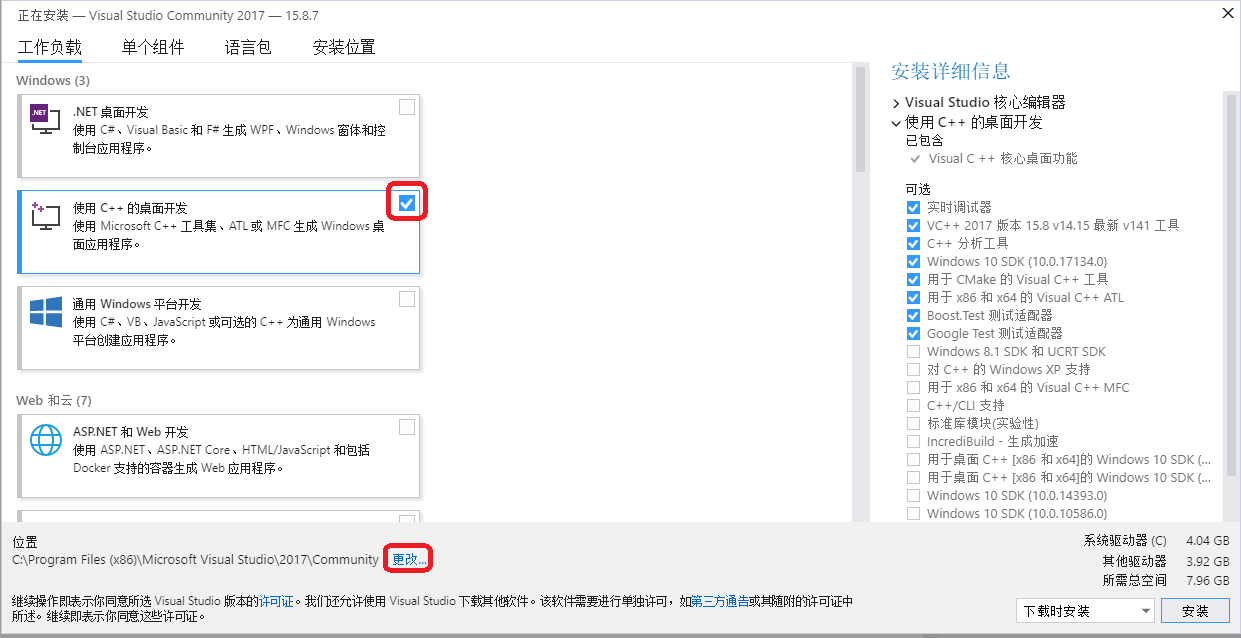 正在安装 — Visual Studio Community 2017 — 15.8.7
工作负载 单个组件 语言包 安装位置
Windows (3)
.NET
.NET 桌面开发
使用 C#、Visual Basic 和 F# 生成 WPF、Windows 窗体和控
制台应用程序。
使用 C++ 的桌面开发
使用 Microsoft C++ 工具集、ATL 或 MFC 生成 Windows 桌
面应用程序。
通用 Windows 平台开发
使用 C#、VB、JavaScript 或可选的 C++ 为通用 Windows
平台创建应用程序。
Web 和云 (7)
ASP.NET 和 Web 开发
使用 ASP.NET、ASP.NET Core、HTML/JavaScript 和包括
Docker 支持的容器生成 Web 应用程序。
安装详细信息
Visual Studio 核心编辑器
使用 C++ 的桌面开发
已包含
Visual C ++ 核心桌面功能
可选
实时调试器
VC++ 2017 版本 15.8 v14.15 最新 v141 工具
C++ 分析工具
Windows 10 SDK (10.0.17134.0)
用于 CMake 的 Visual C++ 工具
用于 x86 和 x64 的 Visual C++ ATL
Boost.Test 测试适配器
Google Test 测试适配器
Windows 8.1 SDK 和 UCRT SDK
对 C++ 的 Windows XP 支持
用于 x86 和 x64 的 Visual C++ MFC
C++/CLI 支持
标准库模块(实验性)
IncrediBuild - 生成加速
用于桌面 C++ [x86 和 x64]的 Windows 10 SDK (...
用于桌面 C++ [x86 和 x64]的 Windows 10 SDK (...
Windows 10 SDK (10.0.14393.0)
Windows 10 SDK (10.0.10586.0)
位置
C:\Program Files (x86)\Microsoft Visual Studio\2017\Community 更改...
系统驱动器 (C) 4.04 GB
其他驱动器 3.92 GB
所需总空间 7.96 GB
继续操作即表示你同意所选 Visual Studio 版本的许可证。我们还允许使用 Visual Studio 下载其他软件。该软件需要进行单独许可，如第三方通告或其随附的许可证中
所述。继续即表示你同意这些许可证。
下载时安装 安装